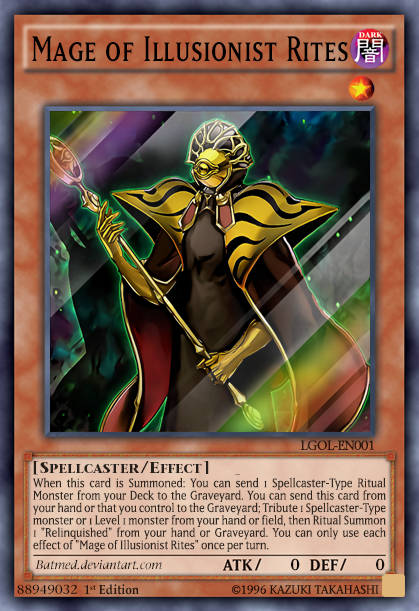 Mage of Illusionist Rites
DARK
闇
LGOL-EN001
[Spellcaster/Effect]
When this card is Summoned: You can send 1 Spellcaster-Type Ritual
Monster from your Deck to the Graveyard. You can send this card from
your hand or that you control to the Graveyard; Tribute 1 Spellcaster-Type
monster or 1 Level 1 monster from your hand or field, then Ritual Summon
1 "Relinquished" from your hand or Graveyard. You can only use each
effect of "Mage of Illusionist Rites" once per turn.
Batmed.deviantart.com ATK/ 0 DEF/ 0
88949032 1st Edition ©1996 KAZUKI TAKAHASHI